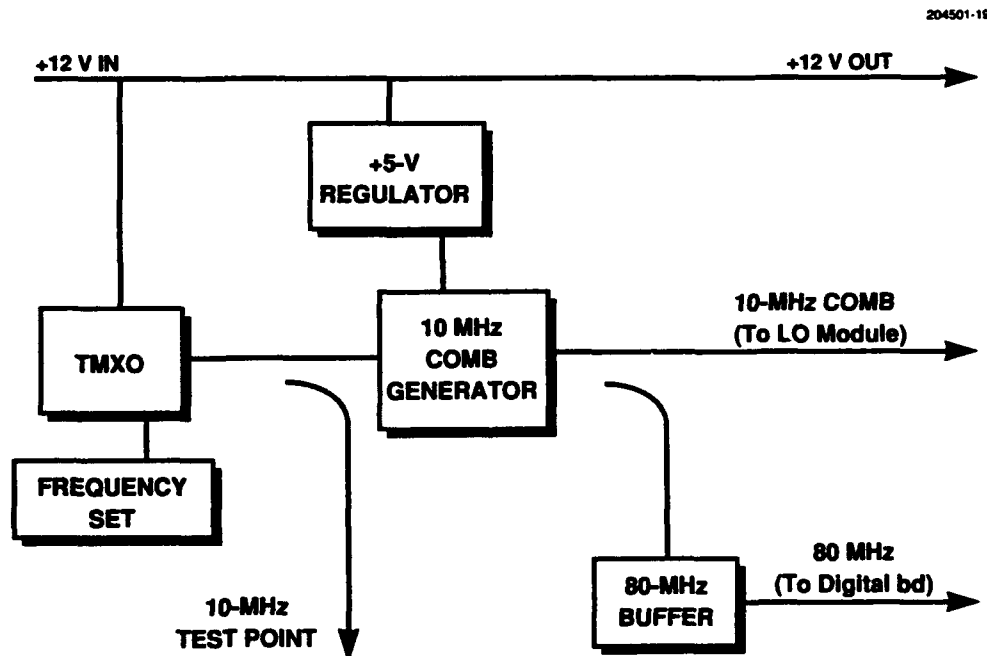 204501-19
+12 V IN
+12 V OUT
+5-V
REGULATOR
10 MHz
COMB
GENERATOR
10-MHz COMB
(To LO Module)
TMXO
FREQUENCY
SET
10-MHz
TEST POINT
80-MHz
BUFFER
80 MHz
(To Digital bd)